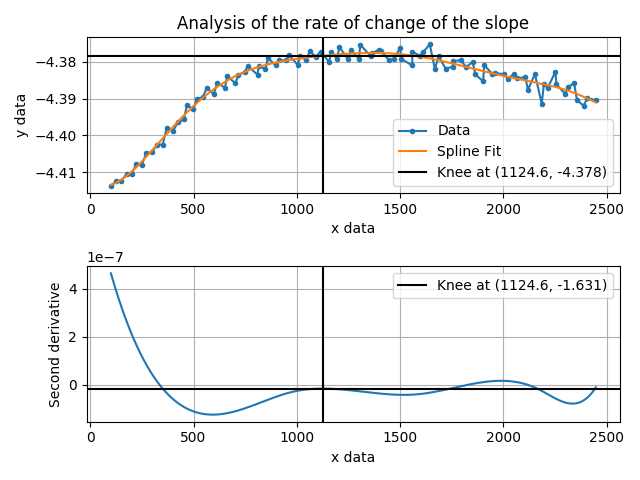 Analysis of the rate of change of the slope
y data
−4.38
−4.39
−4.40
−4.41
Data
Spline Fit
Knee at (1124.6, -4.378)
0 500 1000 1500 2000 2500
x data
1e−7
Second derivative
4
2
0
Knee at (1124.6, -1.631)
0 500 1000 1500 2000 2500
x data